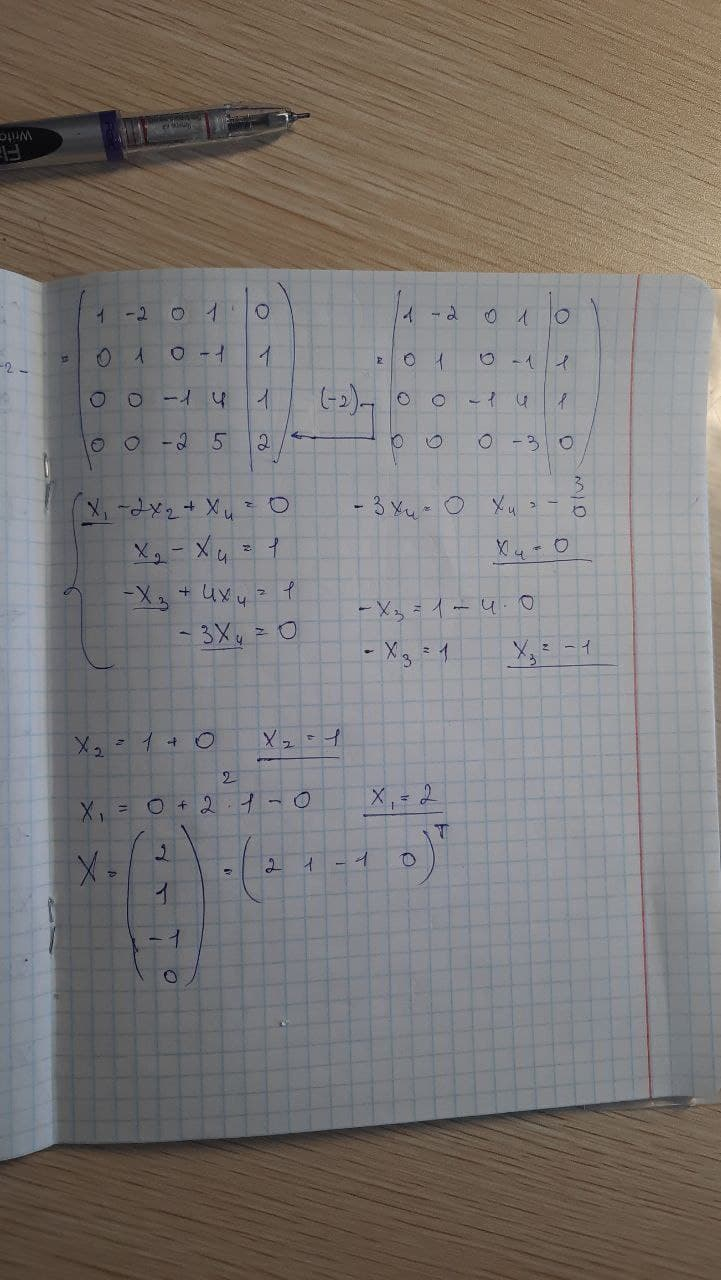 Fl
Write
-2-
= ( 1 -2 0 1 | 0 ) = ( 1 -2 0 1 | 0 )
0 1 0 -1 | 1 0 1 0 -1 | 1
0 0 -1 4 | 1 (-2) 0 0 -1 4 | 1
0 0 -2 5 | 2 0 0 0 -3 | 0
{ x₁ - 2x₂ + x₄ = 0 -3x₄ = 0 x₄ = -3/0
x₂ - x₄ = 1 x₄ = 0
-x₃ + 4x₄ = 1 -x₃ = 1 - 4·0
-3x₄ = 0 -x₃ = 1 x₃ = -1
x₂ = 1 + 0 x₂ = 1
2
x₁ = 0 + 2·1 - 0 x₁ = 2
X = ( 2 1 -1 0 ) = ( 2 1 -1 0 )ᵀ